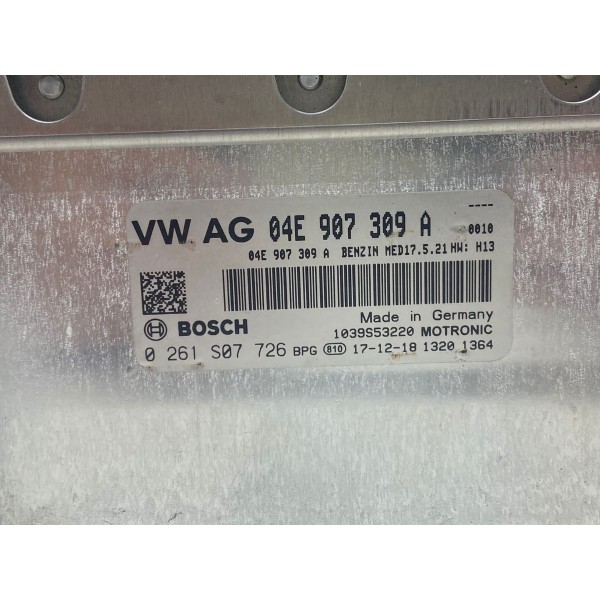 ----
VW AG 04E 907 309 A 0010
04E 907 309 A BENZIN MED17.5.21 HW: H13
BOSCH
Made in Germany
1039S53220 MOTRONIC
0 261 S07 726 BPG 810 17-12-18 1320 1364